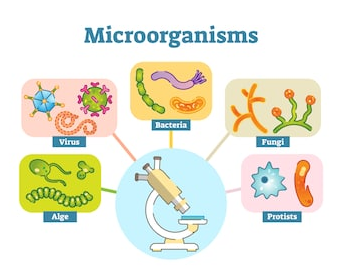 Microorganisms
Virus
Bacteria
Fungi
Alge
Protists